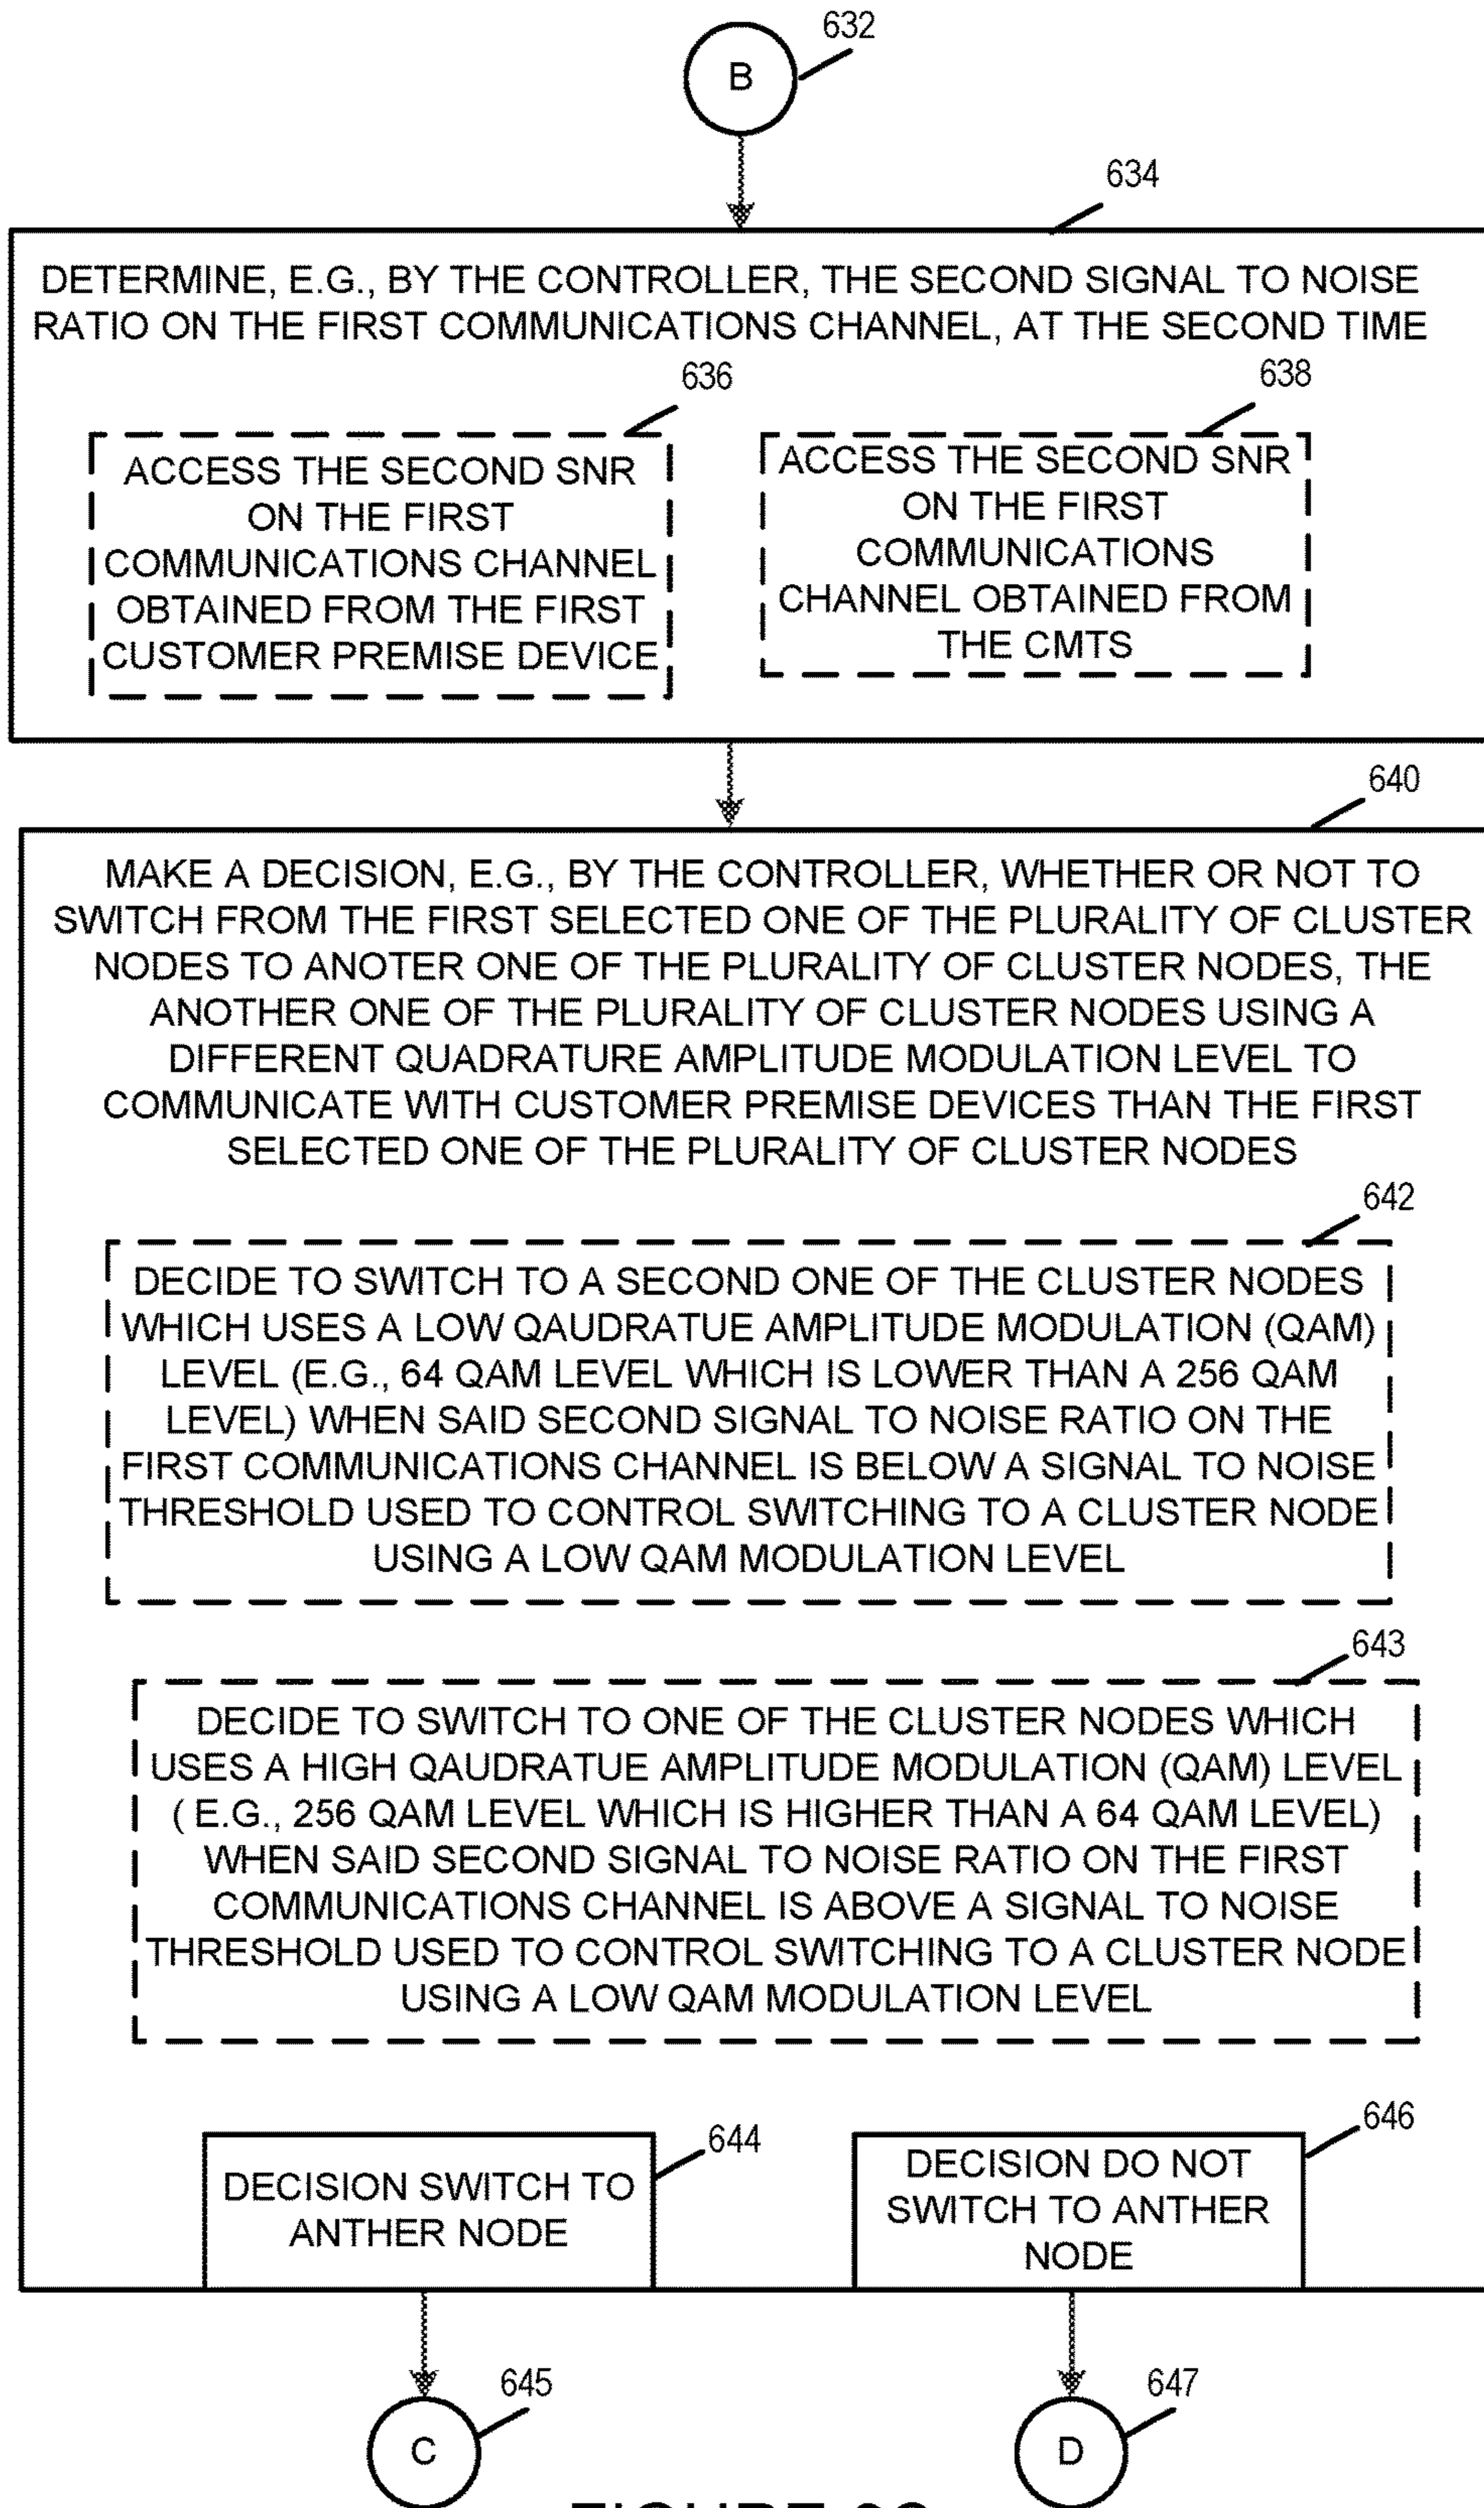 B
632
634
DETERMINE, E.G., BY THE CONTROLLER, THE SECOND SIGNAL TO NOISE
RATIO ON THE FIRST COMMUNICATIONS CHANNEL, AT THE SECOND TIME
636
ACCESS THE SECOND SNR
ON THE FIRST
COMMUNICATIONS CHANNEL
OBTAINED FROM THE FIRST
CUSTOMER PREMISE DEVICE
638
ACCESS THE SECOND SNR
ON THE FIRST
COMMUNICATIONS
CHANNEL OBTAINED FROM
THE CMTS
640
MAKE A DECISION, E.G., BY THE CONTROLLER, WHETHER OR NOT TO
SWITCH FROM THE FIRST SELECTED ONE OF THE PLURALITY OF CLUSTER
NODES TO ANOTER ONE OF THE PLURALITY OF CLUSTER NODES, THE
ANOTHER ONE OF THE PLURALITY OF CLUSTER NODES USING A
DIFFERENT QUADRATURE AMPLITUDE MODULATION LEVEL TO
COMMUNICATE WITH CUSTOMER PREMISE DEVICES THAN THE FIRST
SELECTED ONE OF THE PLURALITY OF CLUSTER NODES
642
DECIDE TO SWITCH TO A SECOND ONE OF THE CLUSTER NODES
WHICH USES A LOW QAUDRATUE AMPLITUDE MODULATION (QAM)
LEVEL (E.G., 64 QAM LEVEL WHICH IS LOWER THAN A 256 QAM
LEVEL) WHEN SAID SECOND SIGNAL TO NOISE RATIO ON THE
FIRST COMMUNICATIONS CHANNEL IS BELOW A SIGNAL TO NOISE
THRESHOLD USED TO CONTROL SWITCHING TO A CLUSTER NODE
USING A LOW QAM MODULATION LEVEL
643
DECIDE TO SWITCH TO ONE OF THE CLUSTER NODES WHICH
USES A HIGH QAUDRATUE AMPLITUDE MODULATION (QAM) LEVEL
( E.G., 256 QAM LEVEL WHICH IS HIGHER THAN A 64 QAM LEVEL)
WHEN SAID SECOND SIGNAL TO NOISE RATIO ON THE FIRST
COMMUNICATIONS CHANNEL IS ABOVE A SIGNAL TO NOISE
THRESHOLD USED TO CONTROL SWITCHING TO A CLUSTER NODE
USING A LOW QAM MODULATION LEVEL
644
DECISION SWITCH TO
ANTHER NODE
646
DECISION DO NOT
SWITCH TO ANTHER
NODE
645
C
647
D